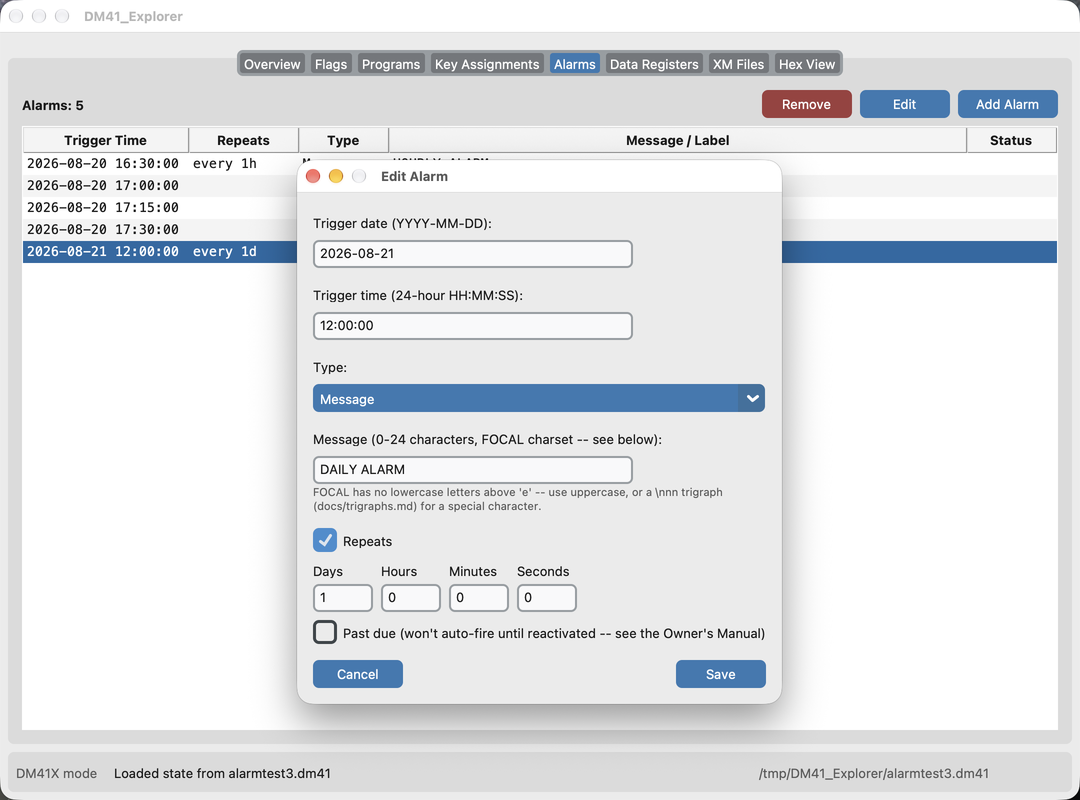 DM41_Explorer
Overview Flags Programs Key Assignments Alarms Data Registers XM Files Hex View
Alarms: 5 Remove Edit Add Alarm
Trigger Time Repeats Type Message / Label Status
2026-08-20 16:30:00 every 1h
2026-08-20 17:00:00
2026-08-20 17:15:00
2026-08-20 17:30:00
2026-08-21 12:00:00 every 1d
Edit Alarm
Trigger date (YYYY-MM-DD):
2026-08-21
Trigger time (24-hour HH:MM:SS):
12:00:00
Type:
Message
Message (0-24 characters, FOCAL charset -- see below):
DAILY ALARM
FOCAL has no lowercase letters above 'e' -- use uppercase, or a \nnn trigraph
(docs/trigraphs.md) for a special character.
Repeats
Days Hours Minutes Seconds
1 0 0 0
Past due (won't auto-fire until reactivated -- see the Owner's Manual)
Cancel Save
DM41X mode Loaded state from alarmtest3.dm41 /tmp/DM41_Explorer/alarmtest3.dm41